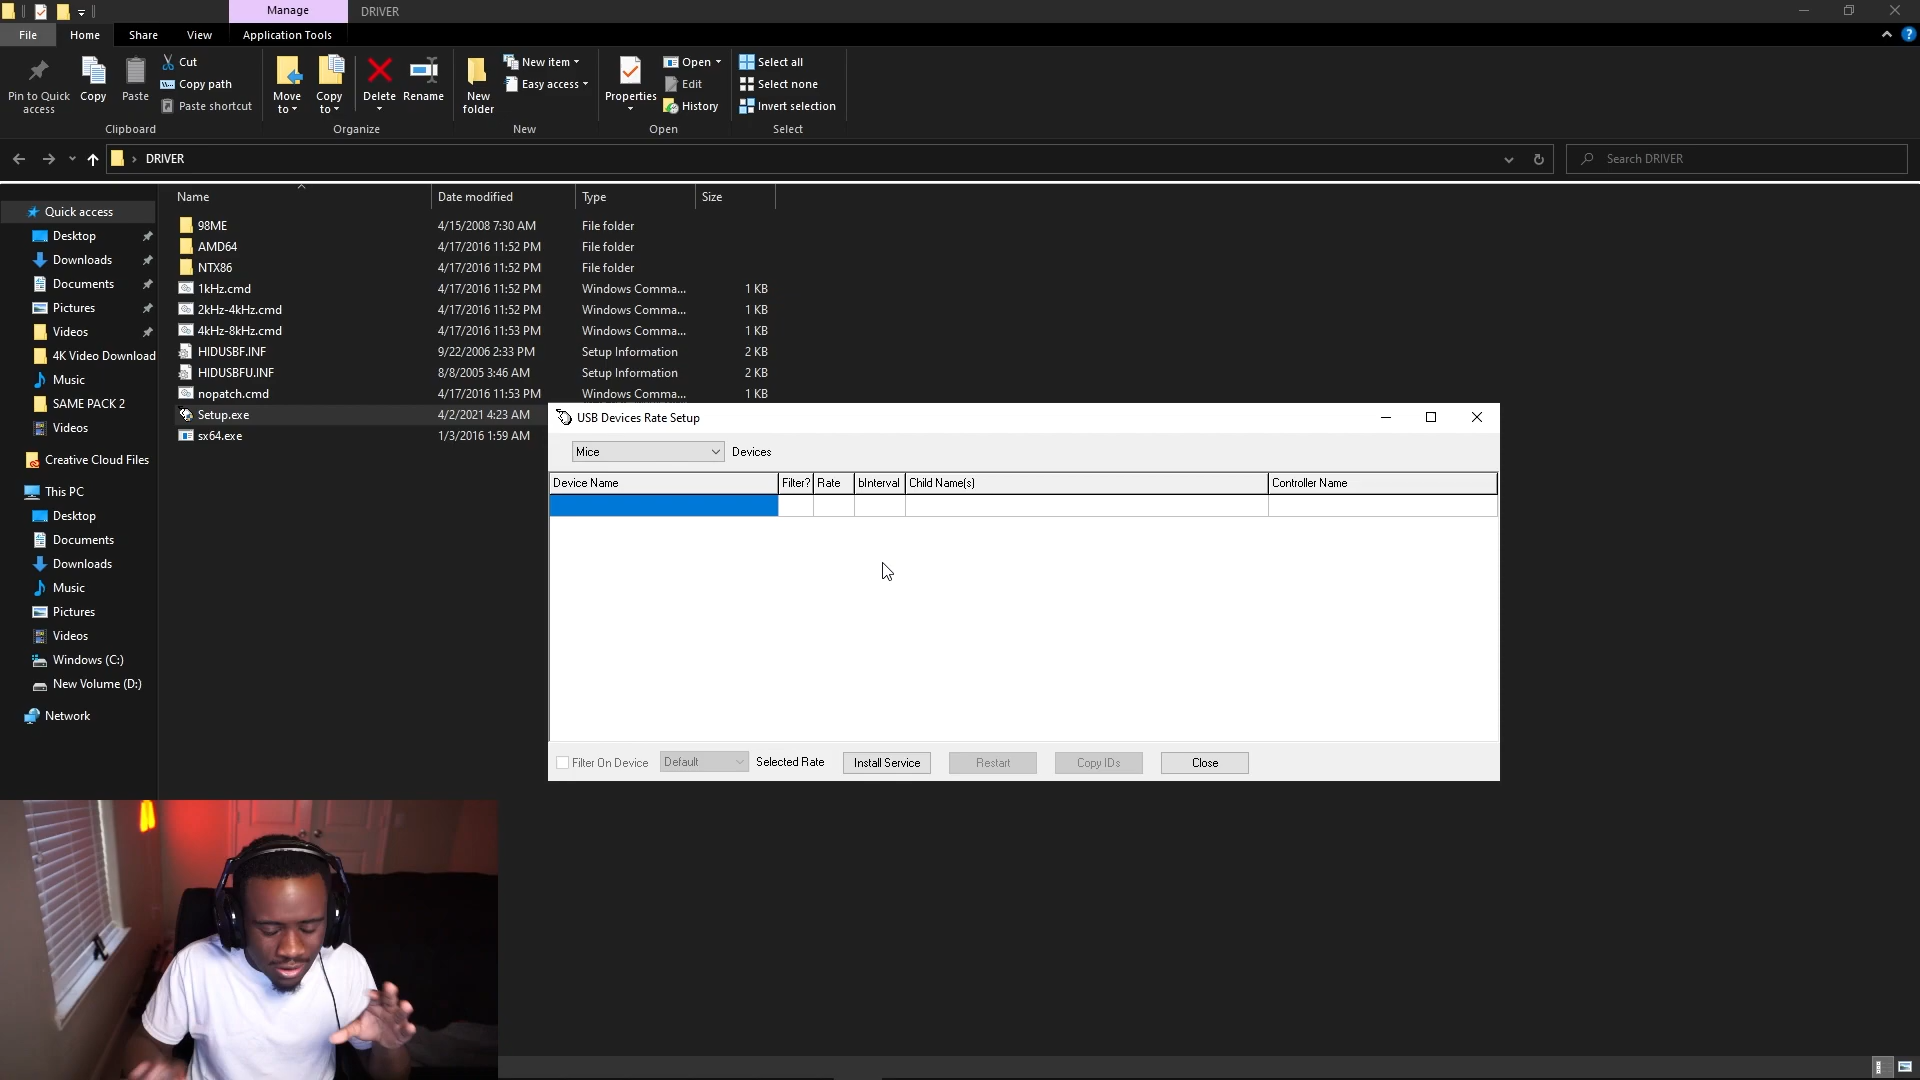 Manage
DRIVER
File
Home
Share
View
Application Tools
Pin to Quick access
Copy
Paste
Cut
Copy path
Paste shortcut
Clipboard
Move to
Copy to
Delete
Rename
Organize
New folder
New item
Easy access
New
Properties
Open
Edit
History
Open
Select all
Select none
Invert selection
Select
DRIVER
Search DRIVER
Quick access
Desktop
Downloads
Documents
Pictures
Videos
4K Video Download
Music
SAME PACK 2
Videos
Creative Cloud Files
This PC
Desktop
Documents
Downloads
Music
Pictures
Videos
Windows (C:)
New Volume (D:)
Network
Name Date modified Type Size
98ME 4/15/2008 7:30 AM File folder
AMD64 4/17/2016 11:52 PM File folder
NTX86 4/17/2016 11:52 PM File folder
1kHz.cmd 4/17/2016 11:52 PM Windows Comma... 1 KB
2kHz-4kHz.cmd 4/17/2016 11:52 PM Windows Comma... 1 KB
4kHz-8kHz.cmd 4/17/2016 11:53 PM Windows Comma... 1 KB
HIDUSBF.INF 9/22/2006 2:33 PM Setup Information 2 KB
HIDUSBFU.INF 8/8/2005 3:46 AM Setup Information 2 KB
nopatch.cmd 4/17/2016 11:53 PM Windows Comma... 1 KB
Setup.exe 4/2/2021 4:23 AM
sx64.exe 1/3/2016 1:59 AM
USB Devices Rate Setup
Mice Devices
Device Name Filter? Rate bInterval Child Name(s) Controller Name
Filter On Device Default Selected Rate Install Service Restart Copy IDs Close